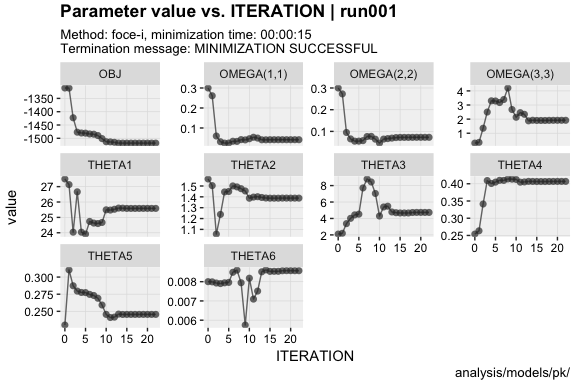 Parameter value vs. ITERATION | run001
Method: foce-i, minimization time: 00:00:15
Termination message: MINIMIZATION SUCCESSFUL
OBJ OMEGA(1,1) OMEGA(2,2) OMEGA(3,3)
-1350
-1400
-1450
-1500
0.3
0.2
0.1
0.3
0.2
0.1
4
3
2
1
THETA1 THETA2 THETA3 THETA4
27
26
25
24
1.5
1.4
1.3
1.2
1.1
8
6
4
2
0.40
0.35
0.30
0.25
0 5 10 15 20
0 5 10 15 20
THETA5 THETA6
0.300
0.275
0.250
0.008
0.007
0.006
0 5 10 15 20
0 5 10 15 20
value
ITERATION
analysis/models/pk/